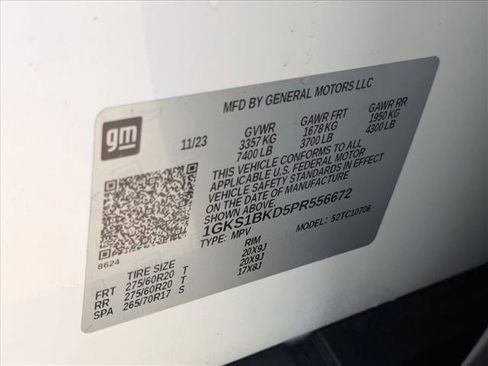 gm
MFD BY GENERAL MOTORS LLC
11/23
GVWR GAWR FRT GAWR RR
3357 KG 1678 KG 1950 KG
7400 LB 3700 LB 4300 LB
THIS VEHICLE CONFORMS TO ALL
APPLICABLE U.S. FEDERAL MOTOR
VEHICLE SAFETY STANDARDS IN EFFECT
ON THE DATE OF MANUFACTURE
SHOWN ABOVE.
1GKS1BKD5PR556672
TYPE: MPV MODEL: 52TC10706
8624
TIRE SIZE RIM
FRT 275/60R20 T 20X9J
RR 275/60R20 T 20X9J
SPA 265/70R17 S 17X8J